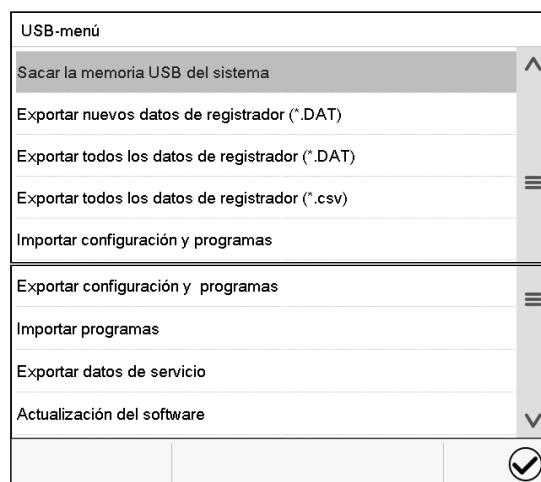 USB-menú
Sacar la memoria USB del sistema
Exportar nuevos datos de registrador (*.DAT)
Exportar todos los datos de registrador (*.DAT)
Exportar todos los datos de registrador (*.csv)
Importar configuración y programas
Exportar configuración y programas
Importar programas
Exportar datos de servicio
Actualización del software